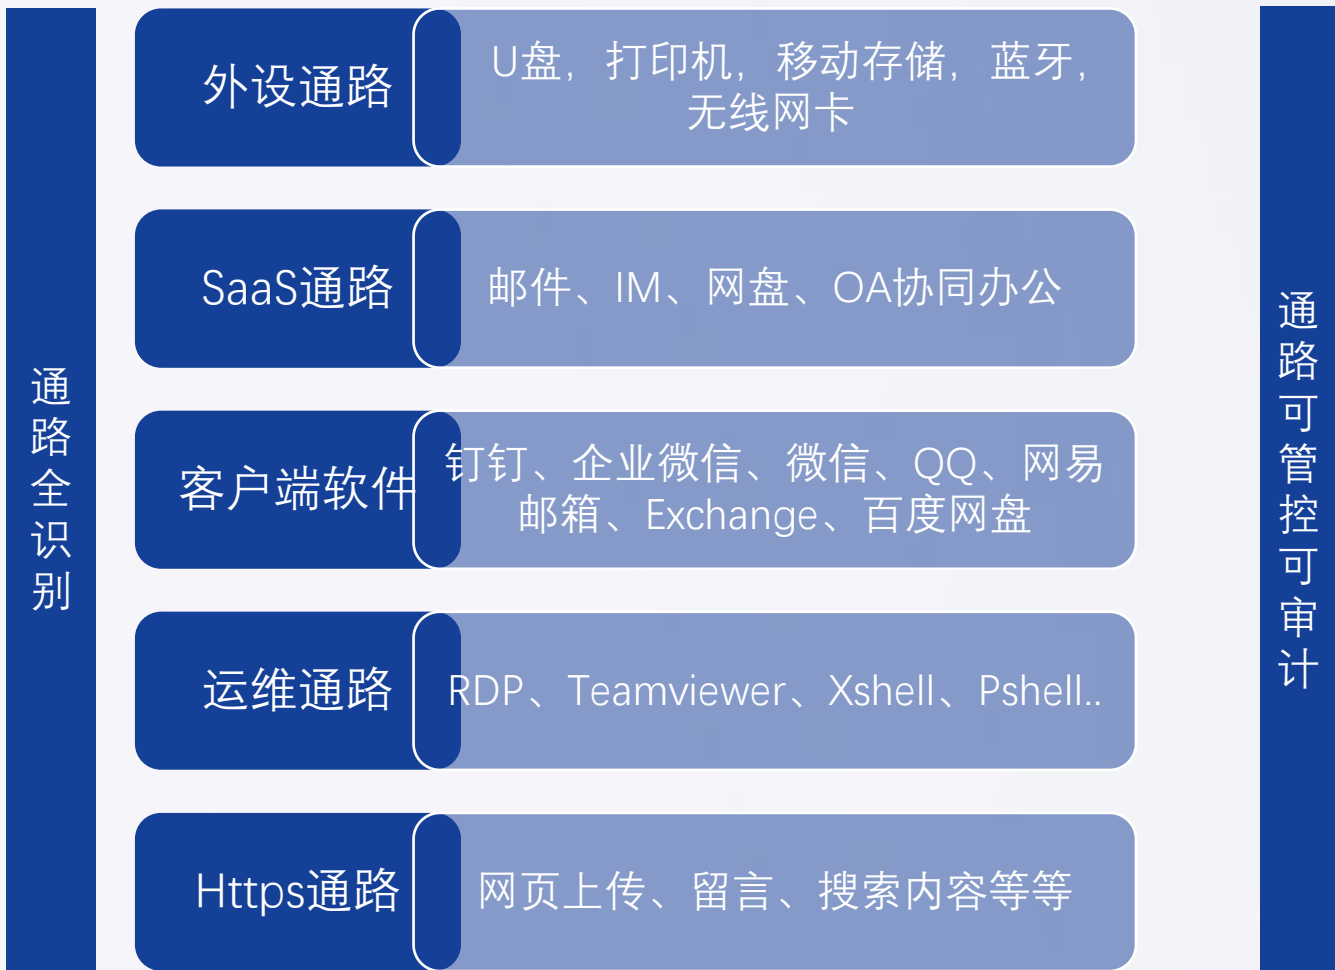 通路全识别
外设通路
U盘，打印机，移动存储，蓝牙，
无线网卡
SaaS通路
邮件、IM、网盘、OA协同办公
客户端软件
钉钉、企业微信、微信、QQ、网易
邮箱、Exchange、百度网盘
运维通路
RDP、Teamviewer、Xshell、Pshell..
Https通路
网页上传、留言、搜索内容等等
通路可管控可审计